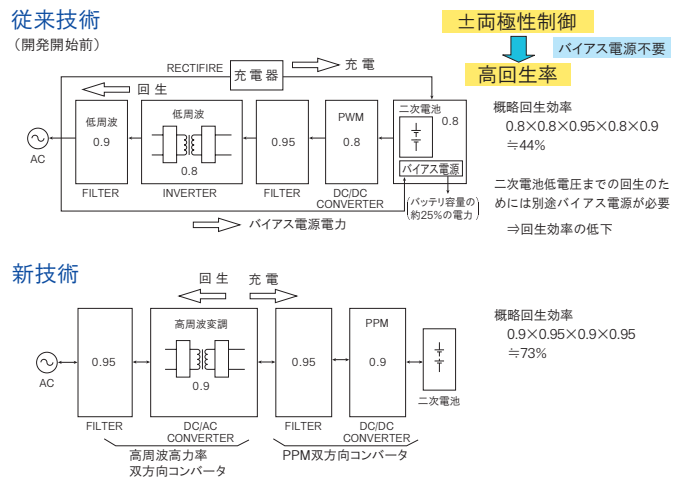 従来技術
(開発開始前)
±両極性制御
バイアス電源不要
高回生率
RECTIFIRE
充電器
充 電
回 生
低周波
0.9
FILTER
低周波
0.8
INVERTER
0.95
FILTER
PWM
0.8
DC/DC
CONVERTER
二次電池
0.8
バイアス電源
(バッテリ容量の
約25%の電力)
AC
バイアス電源電力
概略回生効率
0.8×0.8×0.95×0.8×0.9
≒44%
二次電池低電圧までの回生のた
めには別途バイアス電源が必要
⇒回生効率の低下
新技術
回 生
充 電
AC
0.95
FILTER
高周波変調
0.9
DC/AC
CONVERTER
0.95
FILTER
PPM
0.9
DC/DC
CONVERTER
二次電池
高周波高力率
双方向コンバータ
PPM双方向コンバータ
概略回生効率
0.9×0.95×0.9×0.95
≒73%